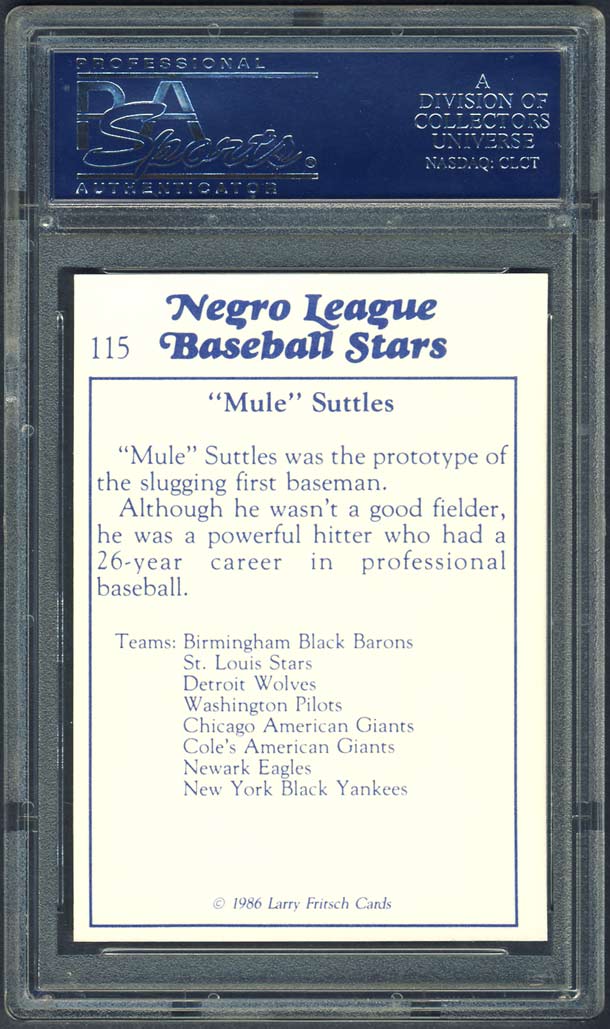 PROFESSIONAL
PSA
Sports®
AUTHENTICATOR
A
DIVISION OF
COLLECTORS
UNIVERSE
NASDAQ: CLCT
Negro League
115 Baseball Stars
"Mule" Suttles
"Mule" Suttles was the prototype of
the slugging first baseman.
Although he wasn't a good fielder,
he was a powerful hitter who had a
26-year career in professional
baseball.
Teams: Birmingham Black Barons
St. Louis Stars
Detroit Wolves
Washington Pilots
Chicago American Giants
Cole's American Giants
Newark Eagles
New York Black Yankees
© 1986 Larry Fritsch Cards